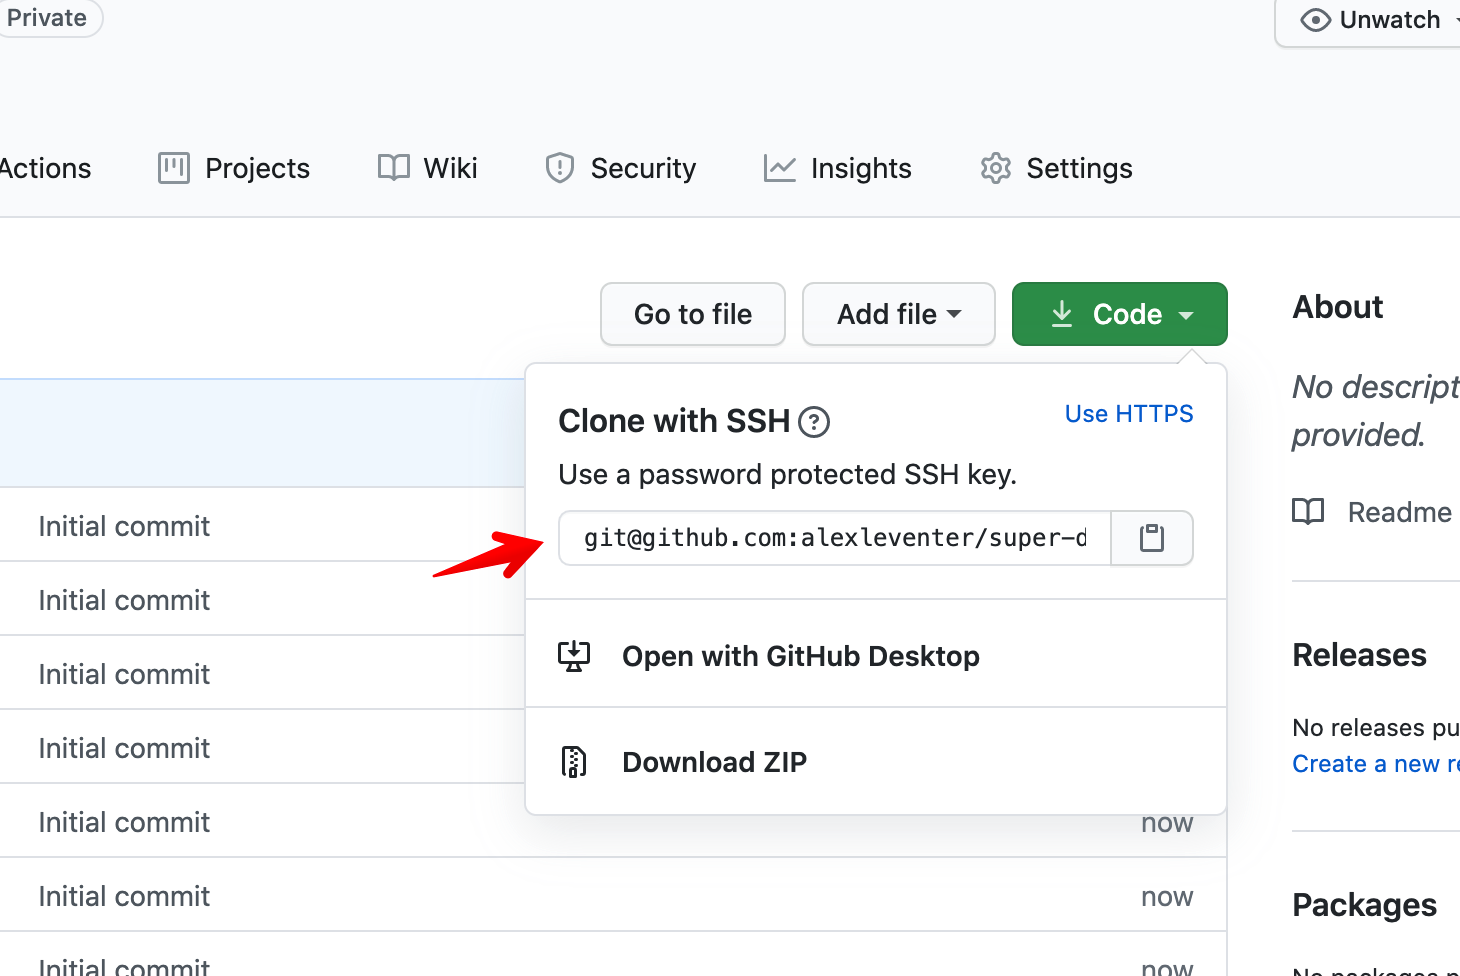 Private
Unwatch
Actions
Projects
Wiki
Security
Insights
Settings
Go to file
Add file
Code
About
No descript
provided.
Readme
Clone with SSH
Use HTTPS
Use a password protected SSH key.
git@github.com:alexleventer/super-d
Open with GitHub Desktop
Download ZIP
Initial commit
Initial commit
Initial commit
Initial commit
Initial commit
now
Initial commit
now
Initial commit
now
Releases
No releases pu
Create a new re
Packages
No packages p